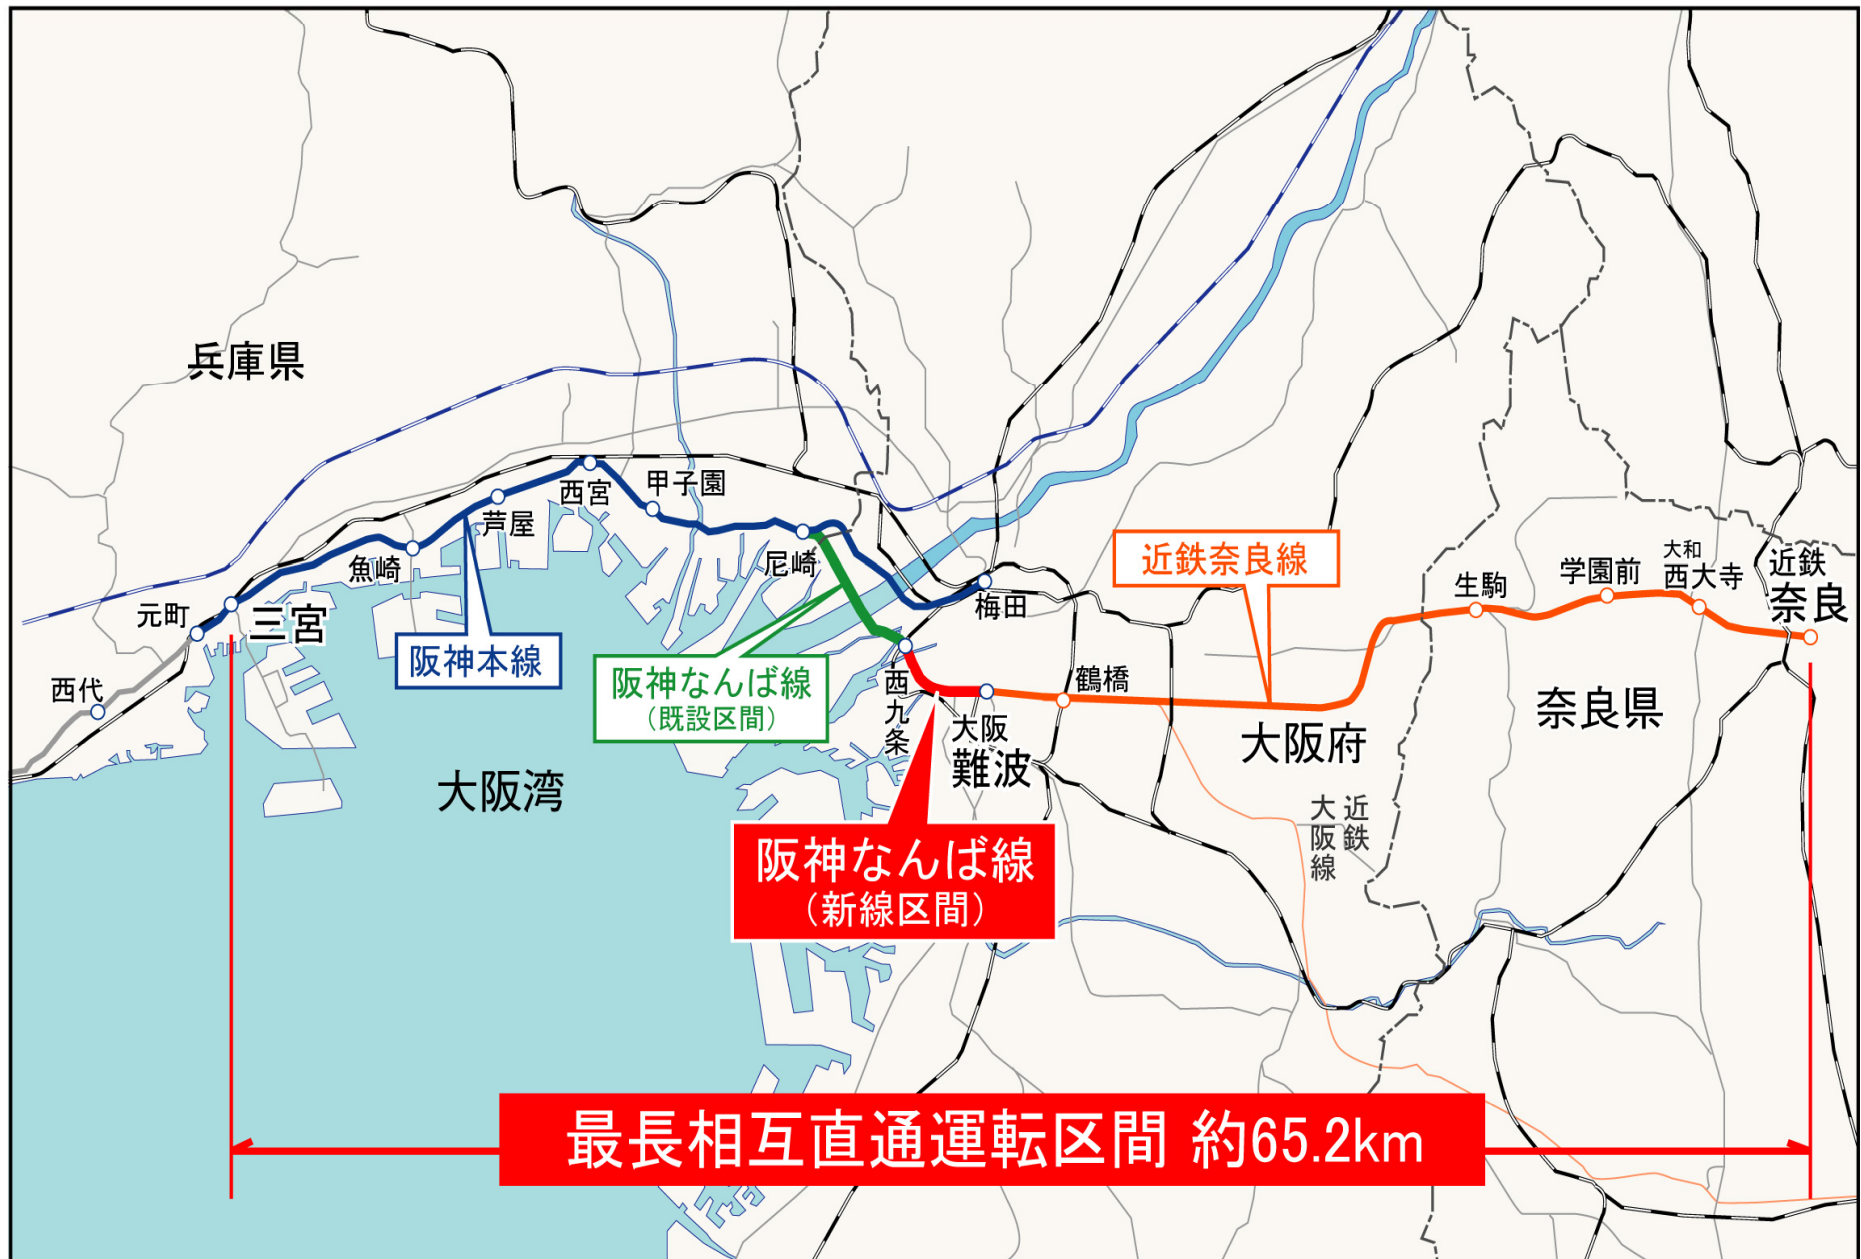 兵庫県
西宮
甲子園
芦屋
魚崎
尼崎
元町
三宮
阪神本線
西代
阪神なんば線
（既設区間）
梅田
西九条
大阪
難波
鶴橋
近鉄奈良線
生駒
学園前
大和
西大寺
近鉄
奈良
奈良県
大阪府
大阪湾
近鉄
大阪線
阪神なんば線
（新線区間）
最長相互直通運転区間 約65.2km